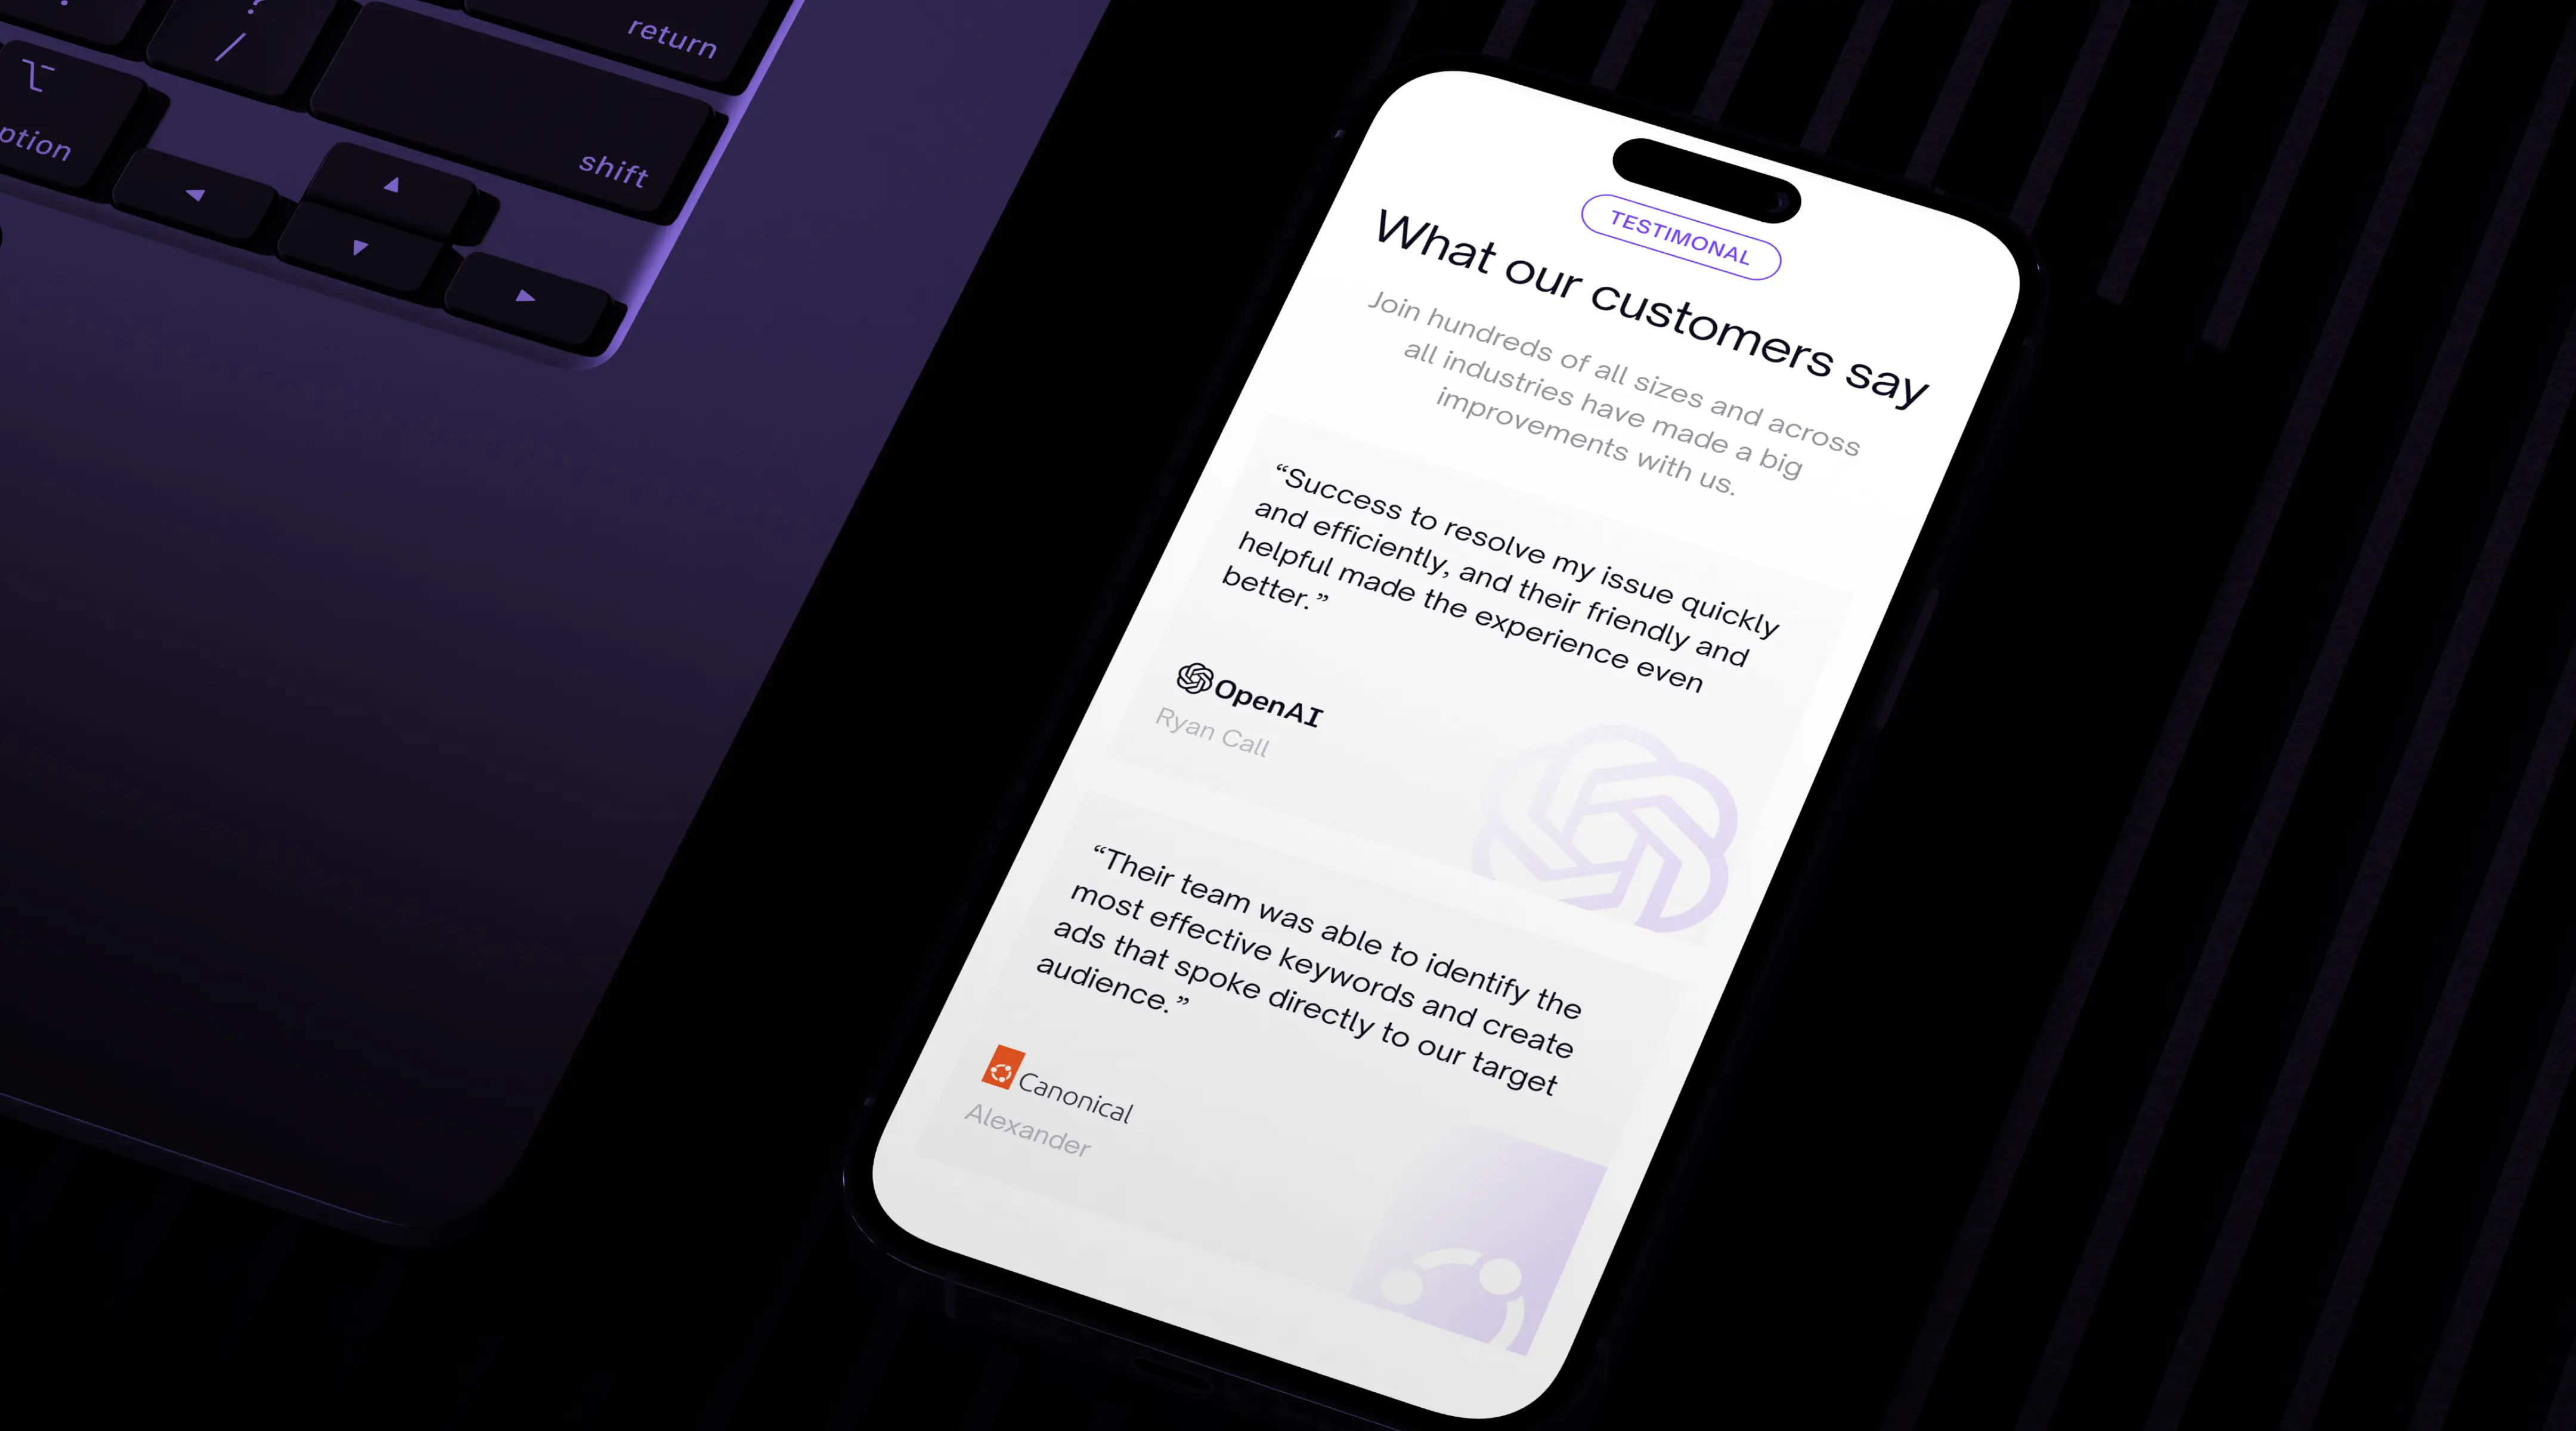 return
/
shift
ption
TESTIMONAL
What our customers say
Join hundreds of all sizes and across
all industries have made a big
improvements with us.
“Success to resolve my issue quickly
and efficiently, and their friendly and
helpful made the experience even
better.”
OpenAI
Ryan Call
“Their team was able to identify the
most effective keywords and create
ads that spoke directly to our target
audience.”
Canonical
Alexander